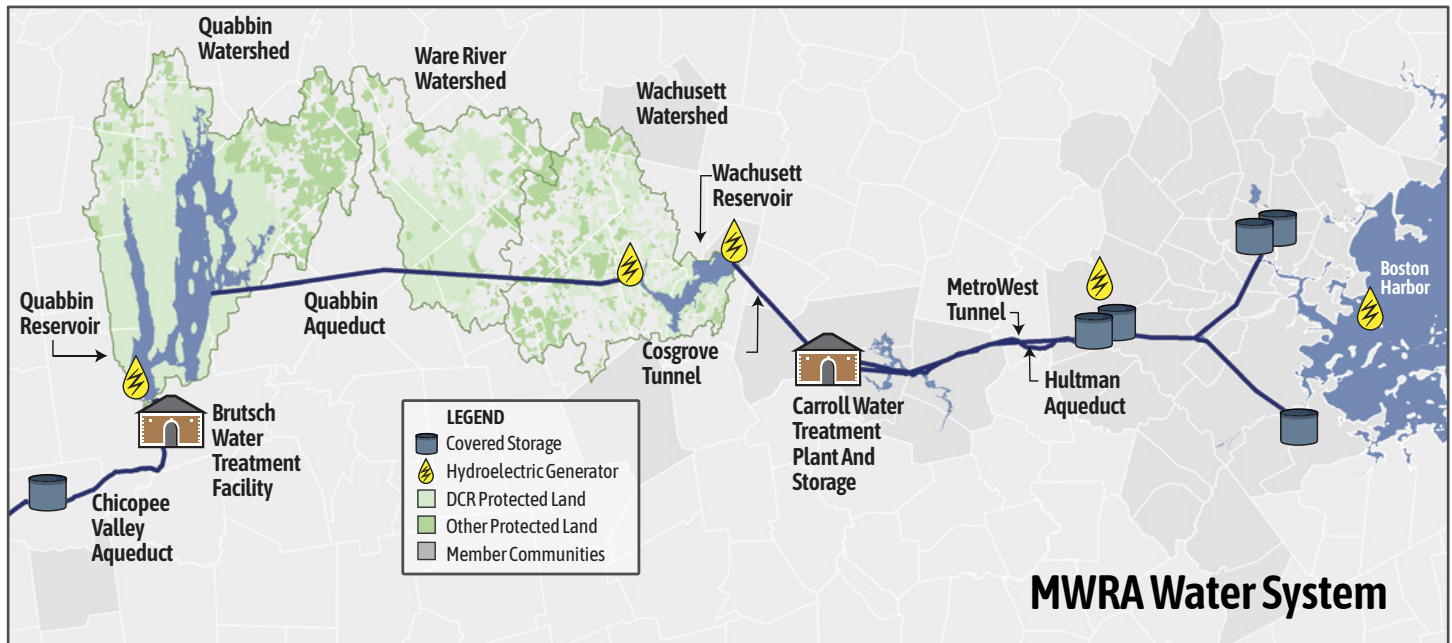 Quabbin
Watershed
Ware River
Watershed
Wachusett
Watershed
Wachusett
Reservoir
Quabbin
Reservoir
Quabbin
Aqueduct
Cosgrove
Tunnel
MetroWest
Tunnel
Hultman
Aqueduct
Boston
Harbor
Brutsch
Water
Treatment
Facility
Chicopee
Valley
Aqueduct
Carroll Water
Treatment
Plant And
Storage
LEGEND
Covered Storage
Hydroelectric Generator
DCR Protected Land
Other Protected Land
Member Communities
MWRA Water System